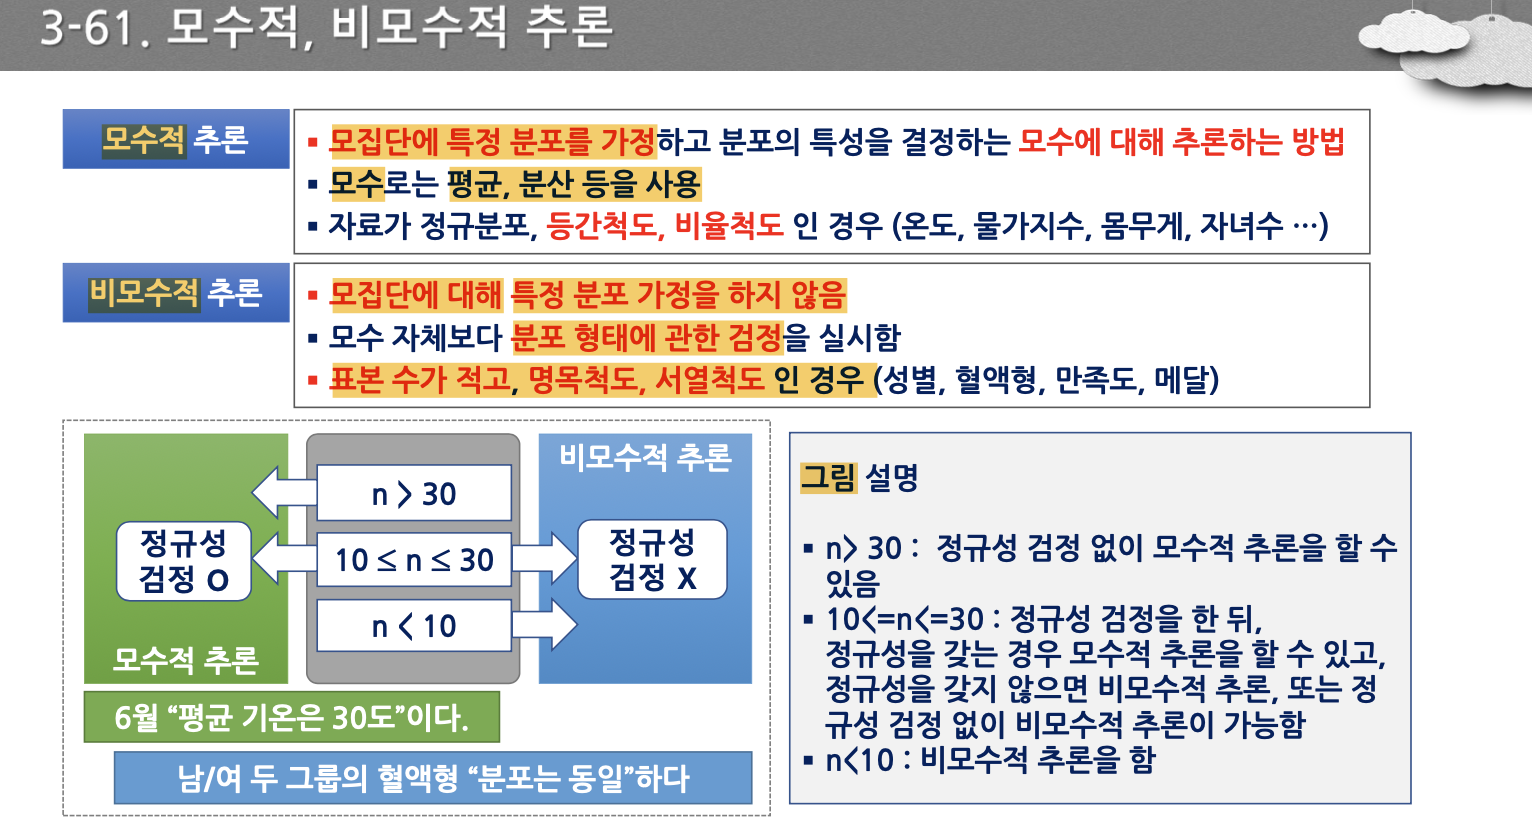 3-61. 모수적, 비모수적 추론
모수적 추론
▪ 모집단에 특정 분포를 가정하고 분포의 특성을 결정하는 모수에 대해 추론하는 방법
▪ 모수로는 평균, 분산 등을 사용
▪ 자료가 정규분포, 등간척도, 비율척도 인 경우 (온도, 물가지수, 몸무게, 자녀수 …)
비모수적 추론
▪ 모집단에 대해 특정 분포 가정을 하지 않음
▪ 모수 자체보다 분포 형태에 관한 검정을 실시함
▪ 표본 수가 적고, 명목척도, 서열척도 인 경우 (성별, 혈액형, 만족도, 메달)
비모수적 추론
n > 30
정규성
검정 O
10 ≤ n ≤ 30
정규성
검정 X
n < 10
모수적 추론
6월 “평균 기온은 30도”이다.
남/여 두 그룹의 혈액형 “분포는 동일”하다
그림 설명
▪ n> 30 : 정규성 검정 없이 모수적 추론을 할 수
있음
▪ 10<=n<=30 : 정규성 검정을 한 뒤,
정규성을 갖는 경우 모수적 추론을 할 수 있고,
정규성을 갖지 않으면 비모수적 추론, 또는 정
규성 검정 없이 비모수적 추론이 가능함
▪ n<10 : 비모수적 추론을 함